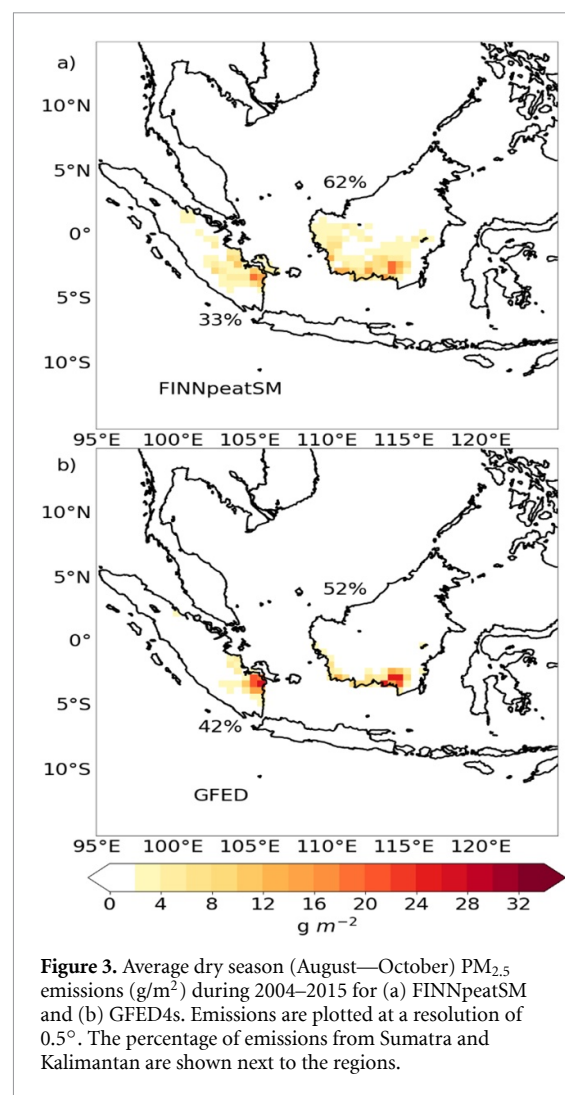 a)
10°N
5°N
62%
0°
5°S
33%
10°S
FINNpeatSM
95°E 100°E 105°E 110°E 115°E 120°E
b)
10°N
5°N
52%
0°
5°S
42%
10°S
GFED
95°E 100°E 105°E 110°E 115°E 120°E
0 4 8 12 16 20 24 28 32
g m⁻²
Figure 3. Average dry season (August—October) PM₂.₅
emissions (g/m²) during 2004–2015 for (a) FINNpeatSM
and (b) GFED4s. Emissions are plotted at a resolution of
0.5°. The percentage of emissions from Sumatra and
Kalimantan are shown next to the regions.